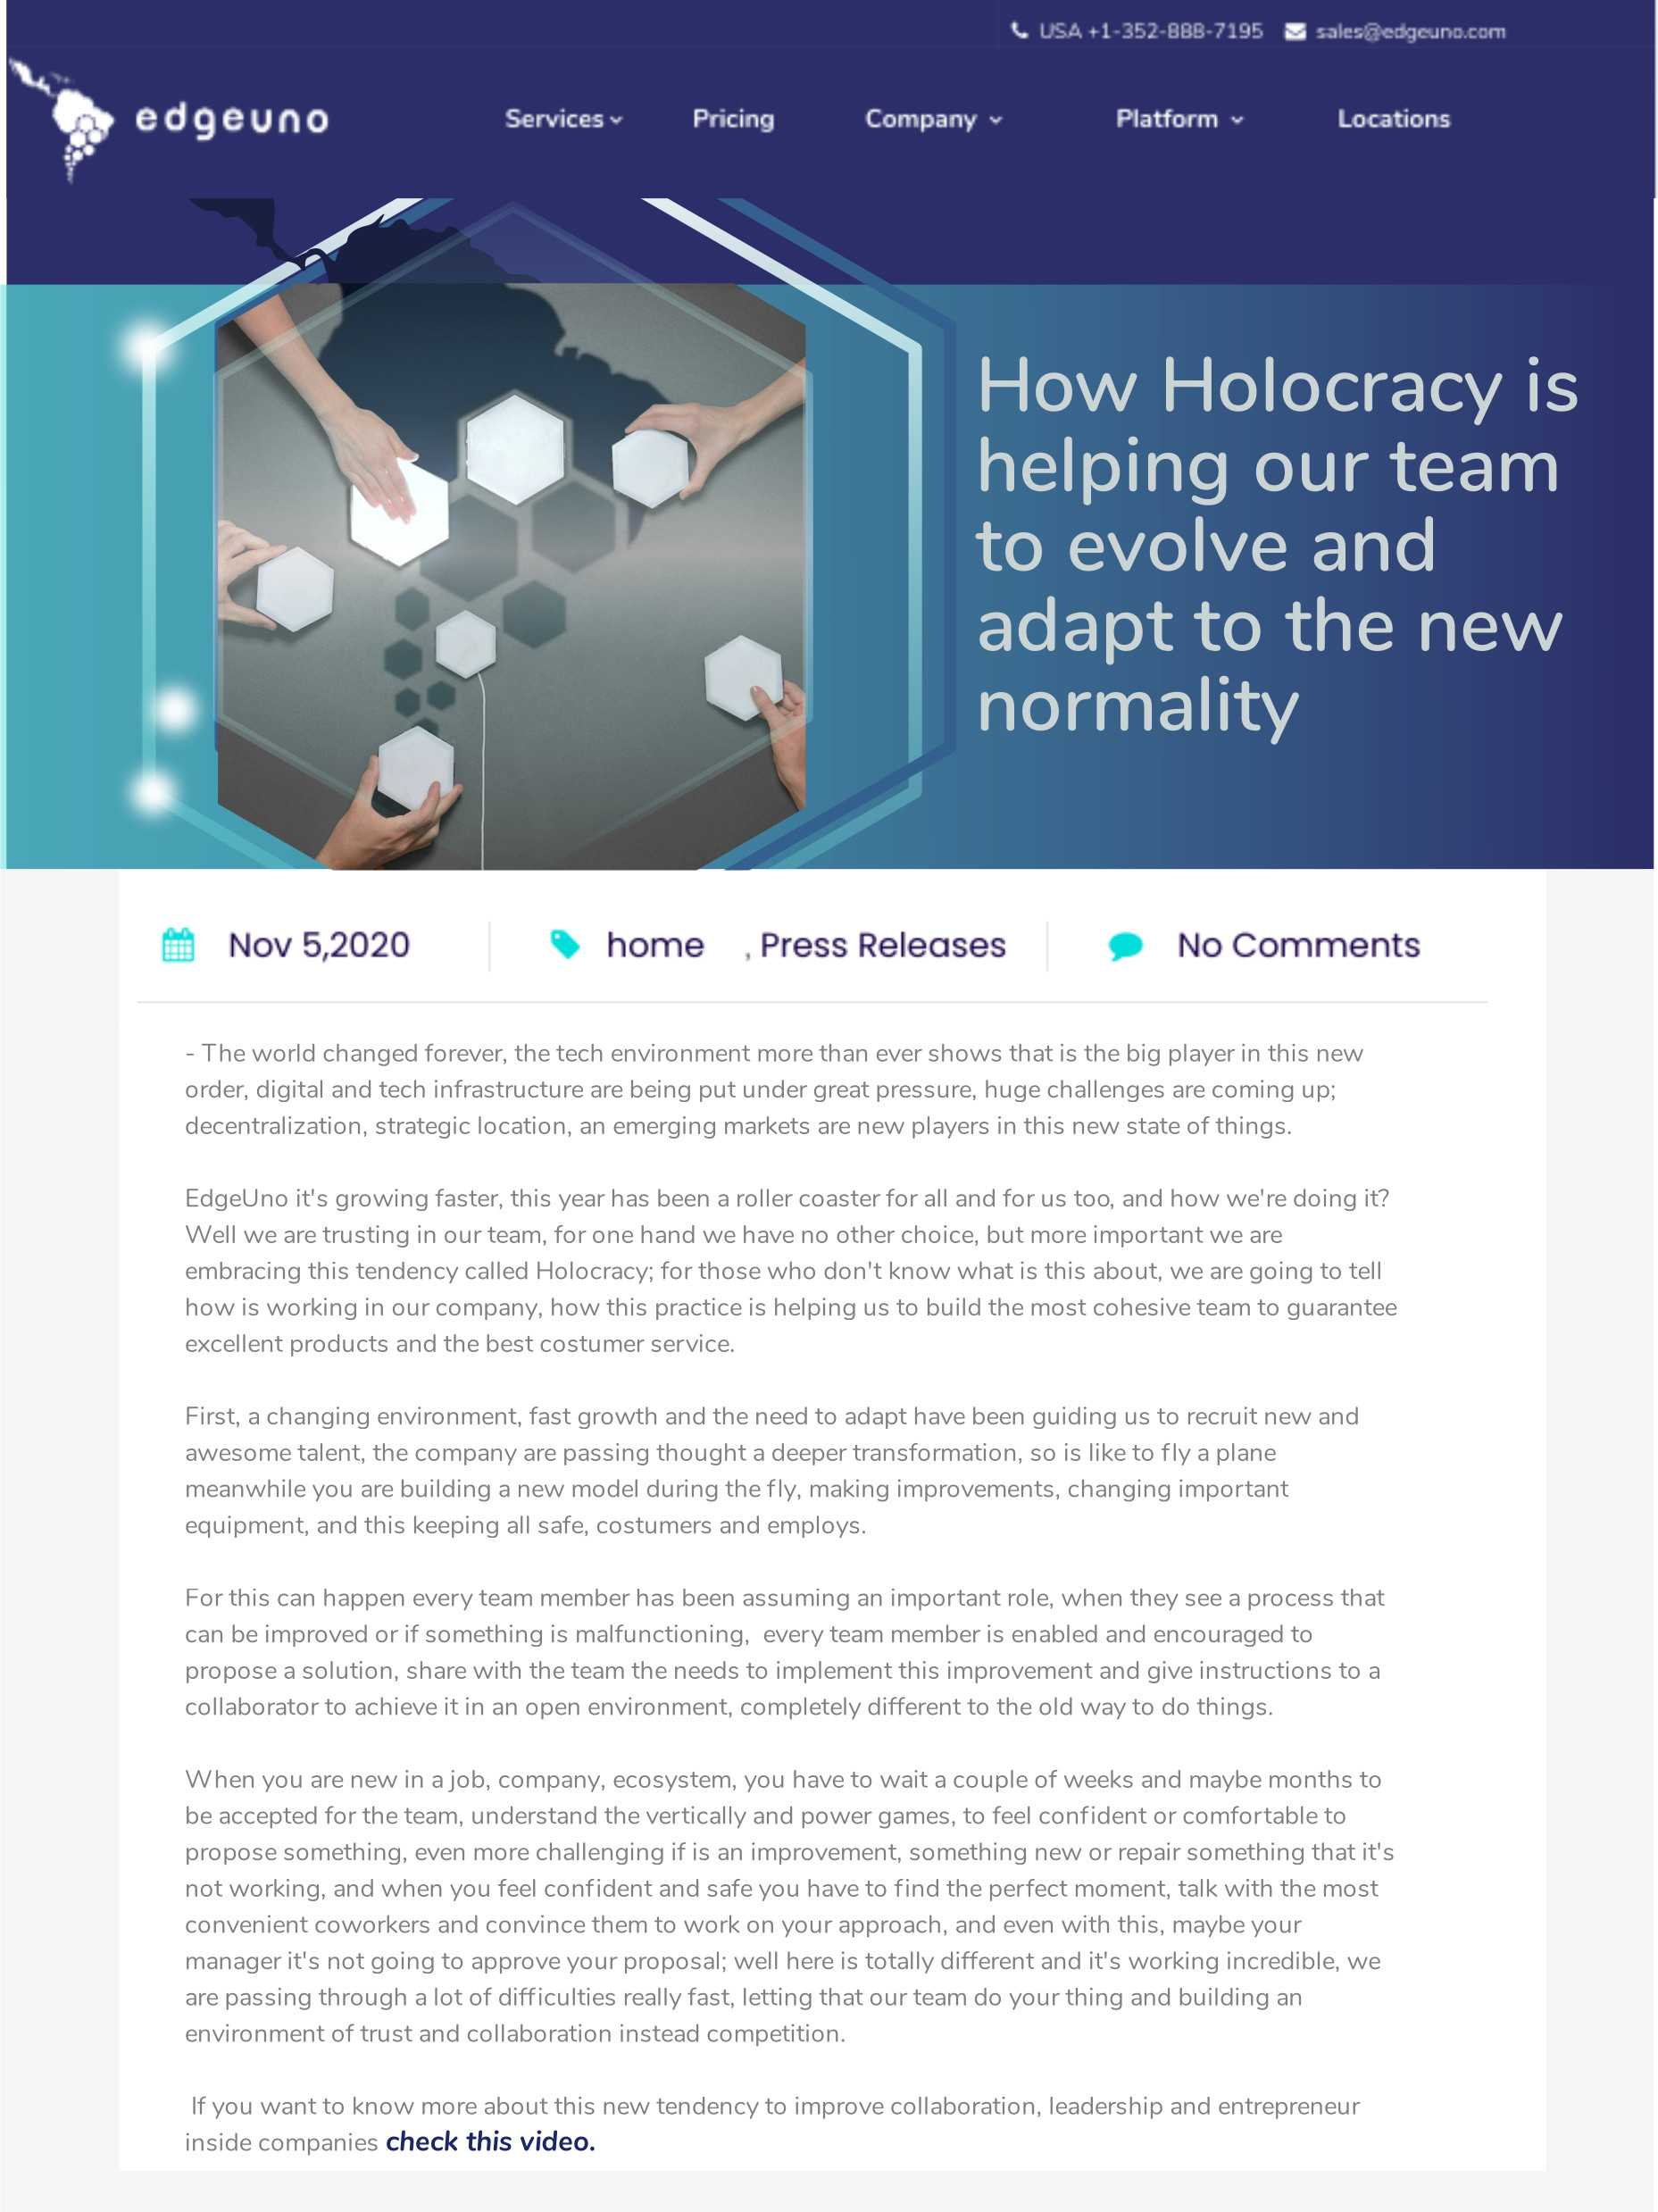 USA +1-352-888-7195 sales@edgeuno.com
edgeuno Services Pricing Company Platform Locations
How Holocracy is
helping our team
to evolve and
adapt to the new
normality
Nov 5,2020 home , Press Releases No Comments
- The world changed forever, the tech environment more than ever shows that is the big player in this new
order, digital and tech infrastructure are being put under great pressure, huge challenges are coming up;
decentralization, strategic location, an emerging markets are new players in this new state of things.
EdgeUno it's growing faster, this year has been a roller coaster for all and for us too, and how we're doing it?
Well we are trusting in our team, for one hand we have no other choice, but more important we are
embracing this tendency called Holocracy; for those who don't know what is this about, we are going to tell
how is working in our company, how this practice is helping us to build the most cohesive team to guarantee
excellent products and the best costumer service.
First, a changing environment, fast growth and the need to adapt have been guiding us to recruit new and
awesome talent, the company are passing thought a deeper transformation, so is like to fly a plane
meanwhile you are building a new model during the fly, making improvements, changing important
equipment, and this keeping all safe, costumers and employs.
For this can happen every team member has been assuming an important role, when they see a process that
can be improved or if something is malfunctioning,  every team member is enabled and encouraged to
propose a solution, share with the team the needs to implement this improvement and give instructions to a
collaborator to achieve it in an open environment, completely different to the old way to do things.
When you are new in a job, company, ecosystem, you have to wait a couple of weeks and maybe months to
be accepted for the team, understand the vertically and power games, to feel confident or comfortable to
propose something, even more challenging if is an improvement, something new or repair something that it's
not working, and when you feel confident and safe you have to find the perfect moment, talk with the most
convenient coworkers and convince them to work on your approach, and even with this, maybe your
manager it's not going to approve your proposal; well here is totally different and it's working incredible, we
are passing through a lot of difficulties really fast, letting that our team do your thing and building an
environment of trust and collaboration instead competition.
If you want to know more about this new tendency to improve collaboration, leadership and entrepreneur
inside companies check this video.